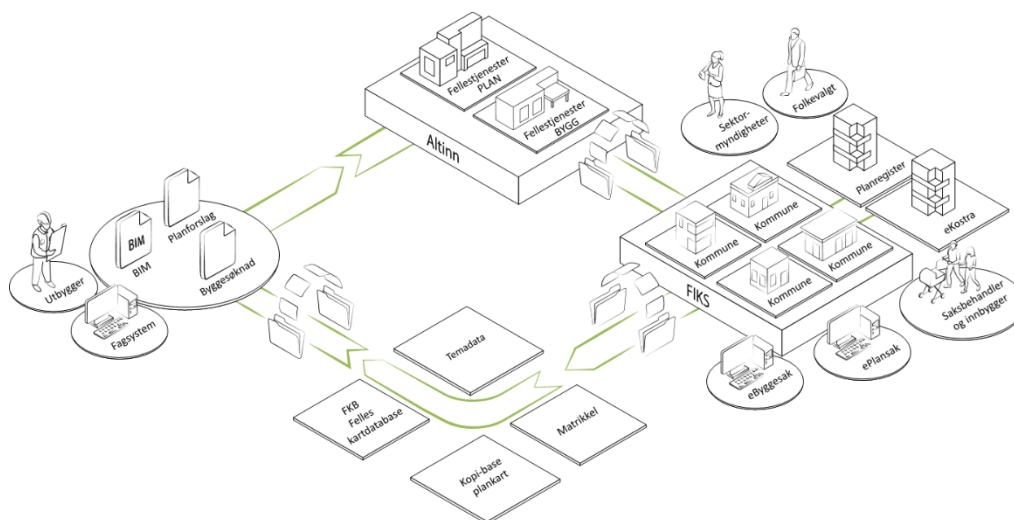 Fellestjenester
PLAN
Fellestjenester
BYGG
Altinn
Sektor-
myndigheter
Folkevalgt
Planregister
eKostra
Kommune
Kommune
Kommune
Kommune
FIKS
Saksbehandler
og innbygger
ePlansak
eByggesak
Planforslag
BIM
BIM
Byggesøknad
Utbygger
Fagsystem
Temadata
FKB
Felles
kartdatabase
Matrikkel
Kopi-base
plankart